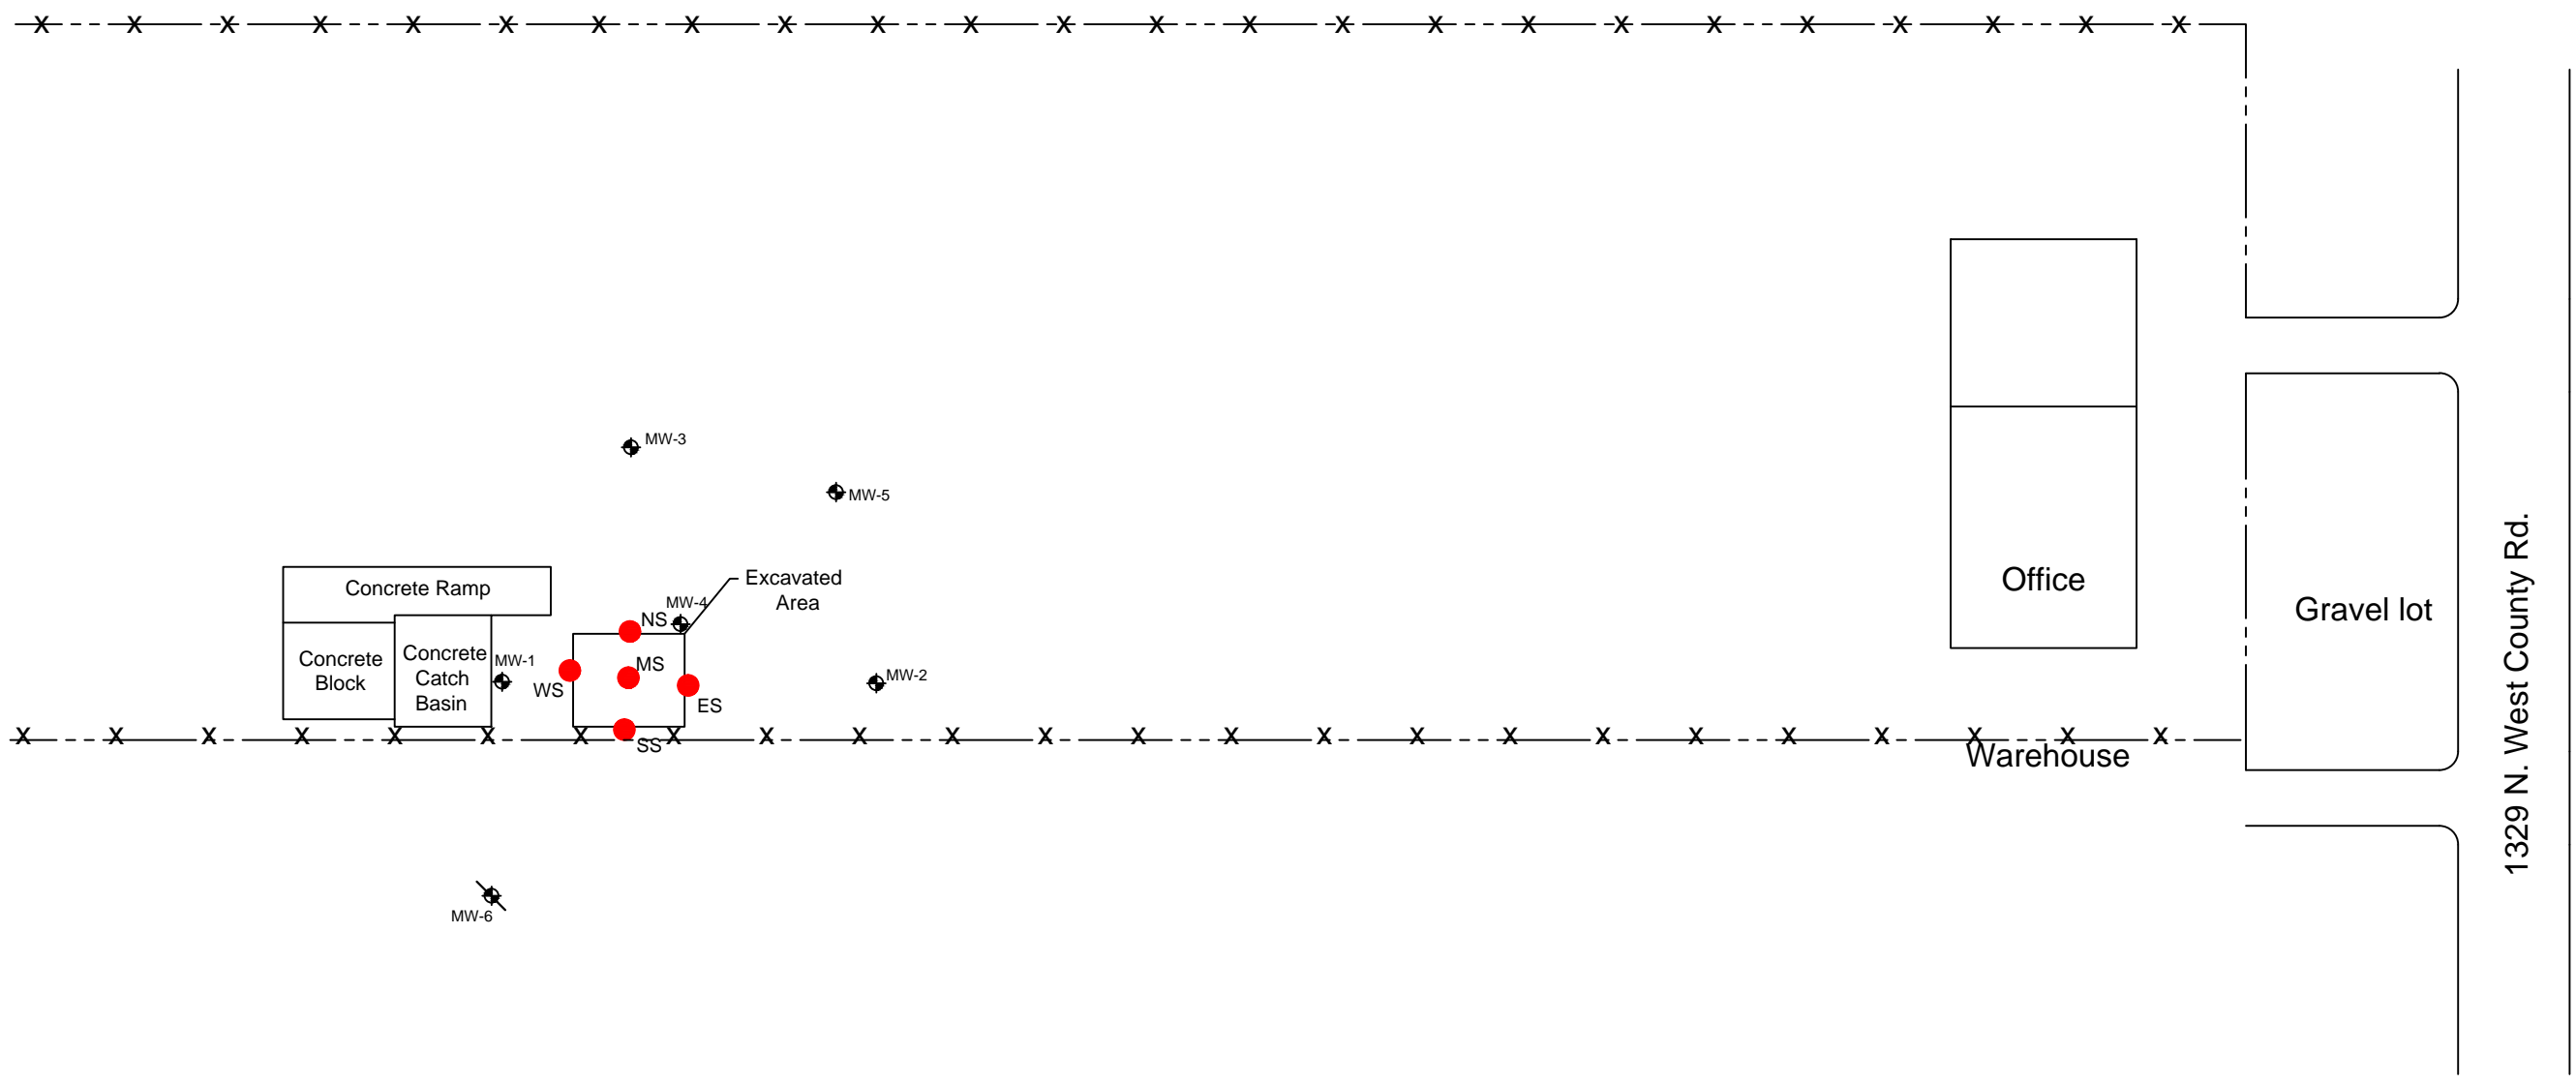 MW-3
MW-5
Concrete Ramp
Excavated
Area
MW-4
NS
Concrete
Block
Concrete
Catch
Basin
MW-1
WS
MS
ES
SS
MW-2
MW-6
Office
Warehouse
Gravel lot
1329 N. West County Rd.